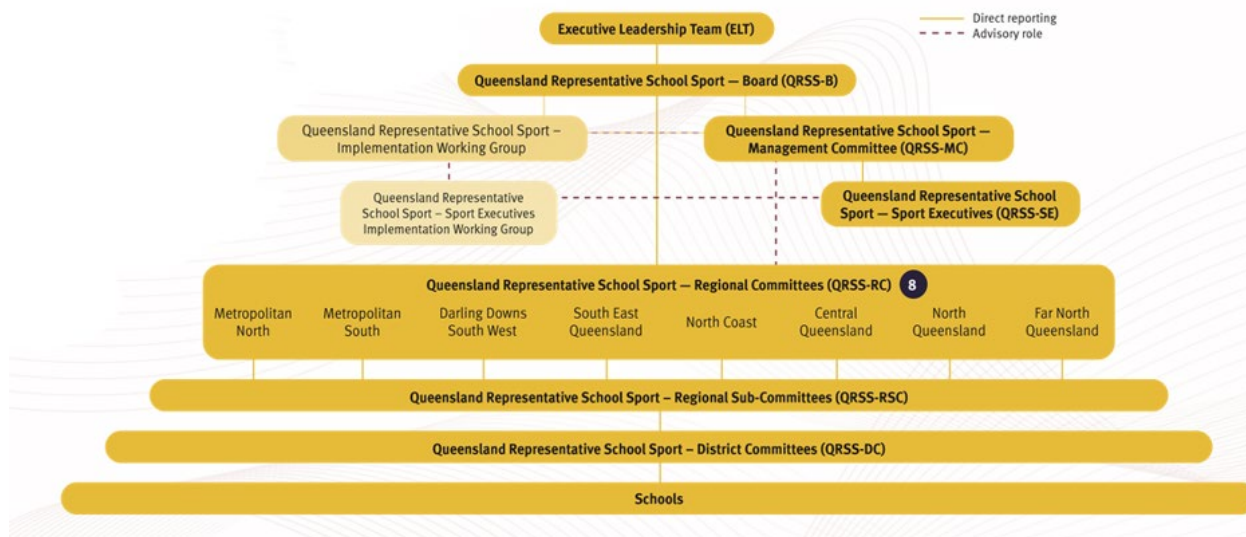 Executive Leadership Team (ELT)
Direct reporting
Advisory role
Queensland Representative School Sport — Board (QRSS-B)
Queensland Representative School Sport –
Implementation Working Group
Queensland Representative School Sport —
Management Committee (QRSS-MC)
Queensland Representative
School Sport – Sport Executives
Implementation Working Group
Queensland Representative School
Sport — Sport Executives (QRSS-SE)
Queensland Representative School Sport — Regional Committees (QRSS-RC) 8
Metropolitan
North
Metropolitan
South
Darling Downs
South West
South East
Queensland
North Coast
Central
Queensland
North
Queensland
Far North
Queensland
Queensland Representative School Sport – Regional Sub-Committees (QRSS-RSC)
Queensland Representative School Sport – District Committees (QRSS-DC)
Schools